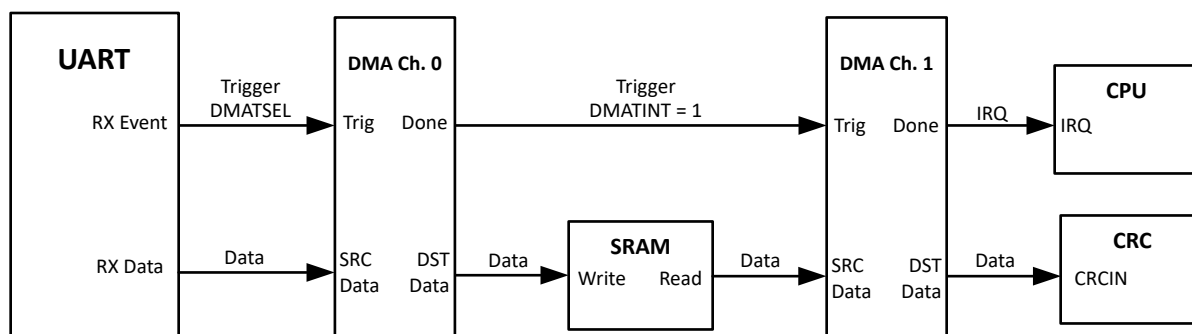 UART
DMA Ch. 0
DMA Ch. 1
CPU
Trigger
DMATSEL
Trigger
DMATINT = 1
IRQ
RX Event
Trig
Done
Trig
Done
IRQ
SRAM
CRC
RX Data
Data
SRC
Data
DST
Data
Data
Write
Read
Data
SRC
Data
DST
Data
Data
CRCIN